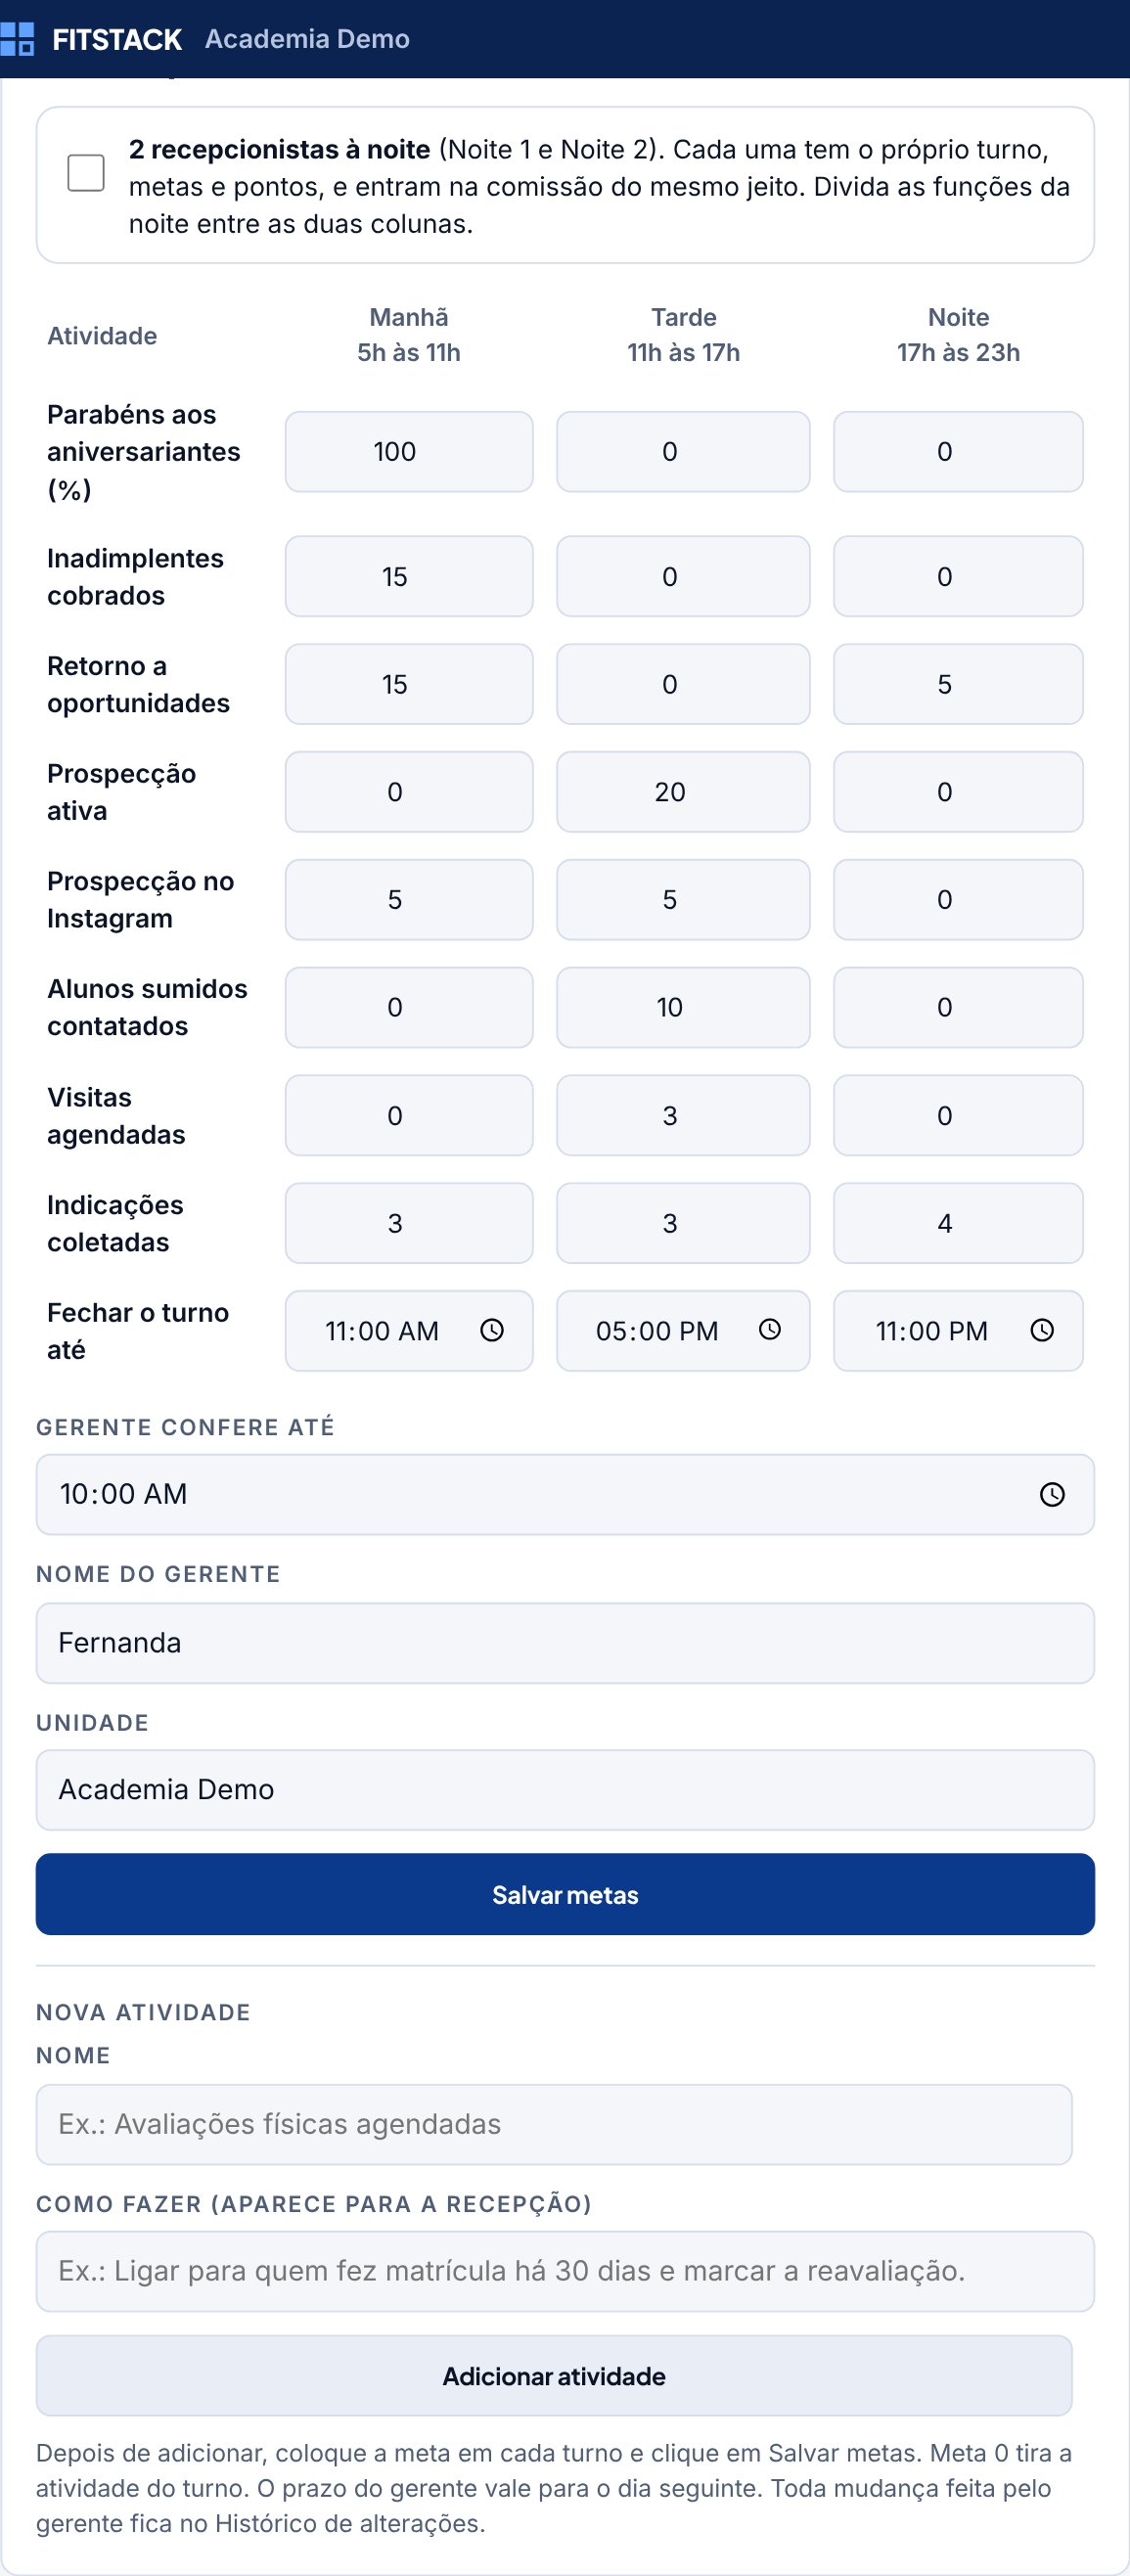 FITSTACK Academia Demo
2 recepcionistas à noite (Noite 1 e Noite 2). Cada uma tem o próprio turno,
metas e pontos, e entram na comissão do mesmo jeito. Divida as funções da
noite entre as duas colunas.
Atividade
Manhã
5h às 11h
Tarde
11h às 17h
Noite
17h às 23h
Parabéns aos
aniversariantes
(%)
100 0 0
Inadimplentes
cobrados
15 0 0
Retorno a
oportunidades
15 0 5
Prospecção
ativa
0 20 0
Prospecção no
Instagram
5 5 0
Alunos sumidos
contatados
0 10 0
Visitas
agendadas
0 3 0
Indicações
coletadas
3 3 4
Fechar o turno
até
11:00 AM 05:00 PM 11:00 PM
GERENTE CONFERE ATÉ
10:00 AM
NOME DO GERENTE
Fernanda
UNIDADE
Academia Demo
Salvar metas
NOVA ATIVIDADE
NOME
Ex.: Avaliações físicas agendadas
COMO FAZER (APARECE PARA A RECEPÇÃO)
Ex.: Ligar para quem fez matrícula há 30 dias e marcar a reavaliação.
Adicionar atividade
Depois de adicionar, coloque a meta em cada turno e clique em Salvar metas. Meta 0 tira a
atividade do turno. O prazo do gerente vale para o dia seguinte. Toda mudança feita pelo
gerente fica no Histórico de alterações.